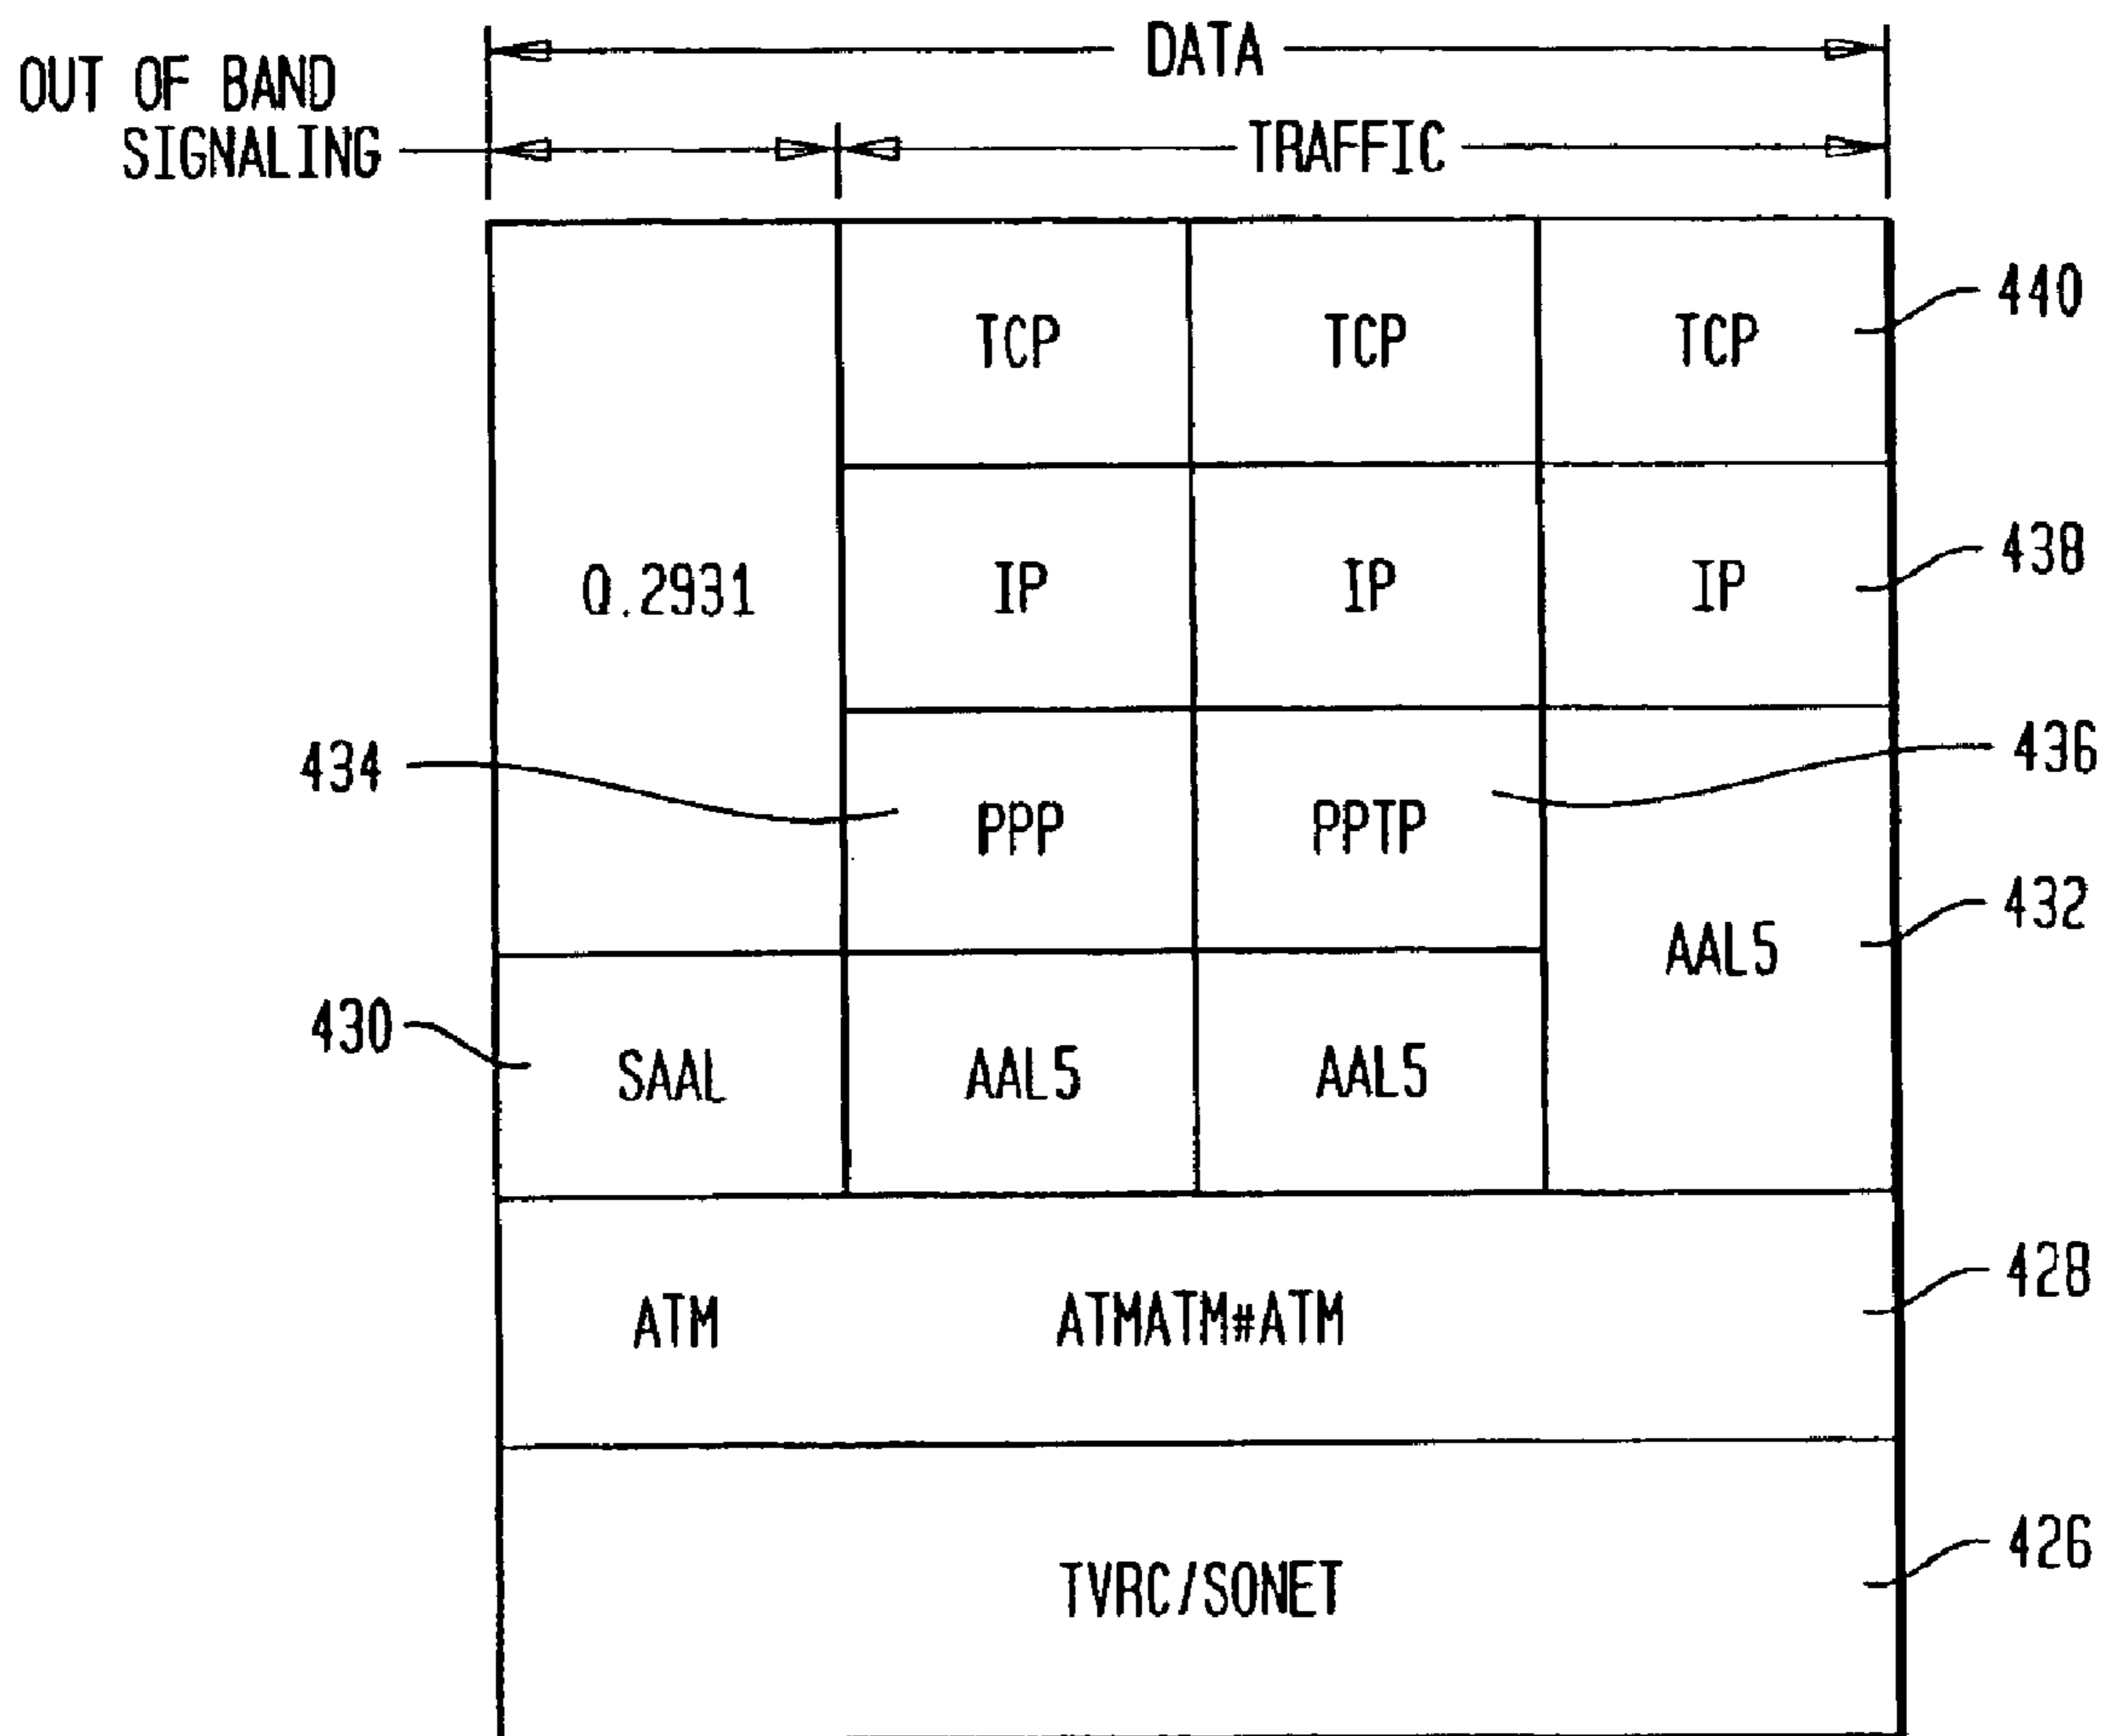 DATA
OUT OF BAND
SIGNALING
TRAFFIC
TCP TCP TCP 440
Q.2931 IP IP IP 438
434 PPP PPTP 436
432
AAL5
430 SAAL AAL5 AAL5
428
ATM ATMATM#ATM
426
TVRC/SONET